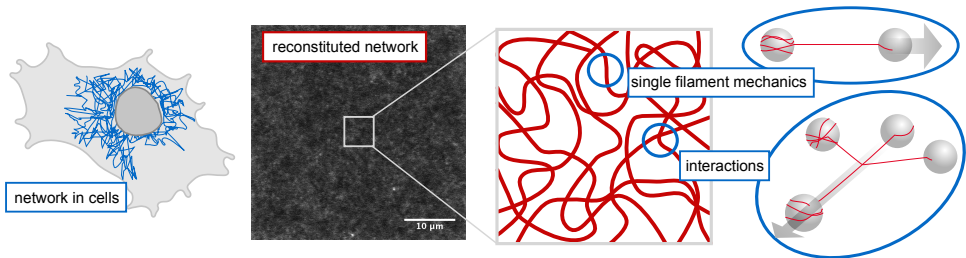 reconstituted network
single filament mechanics
interactions
network in cells
10 µm